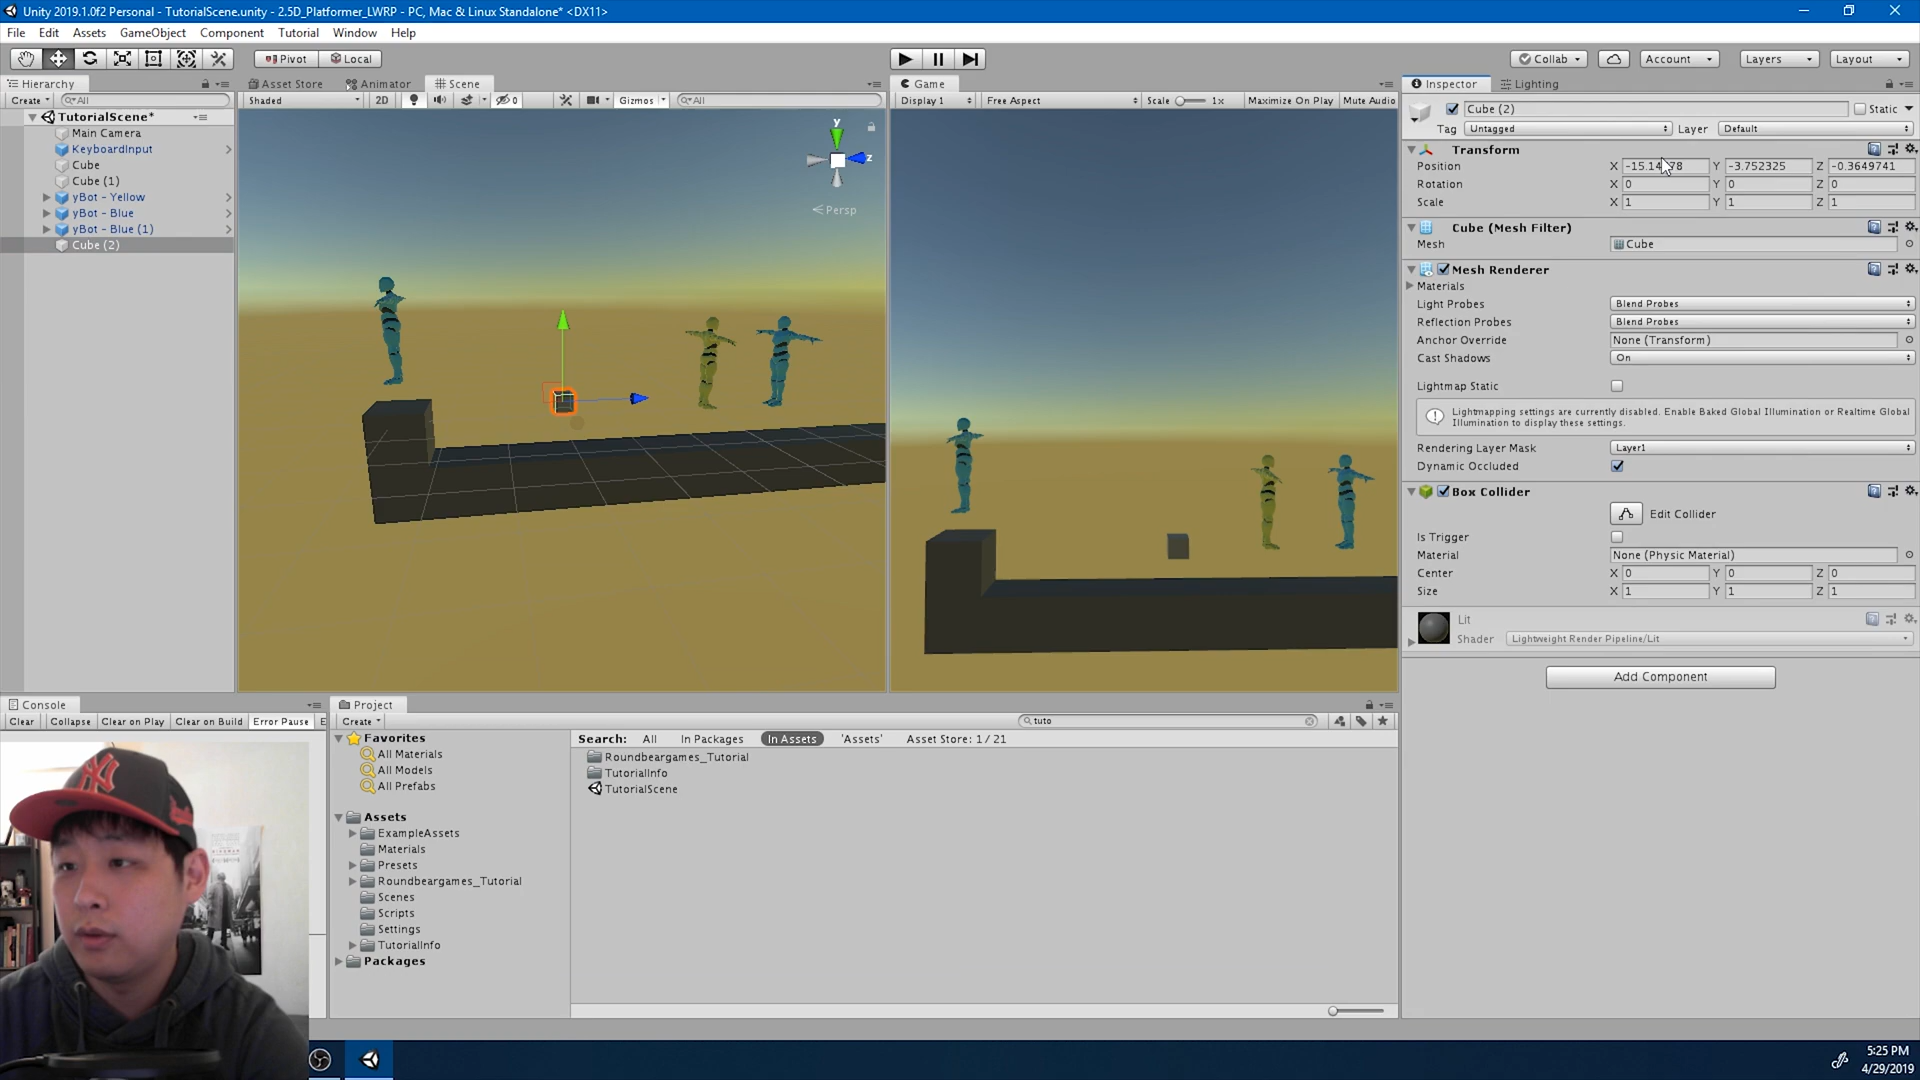 Unity 2019.1.0f2 Personal - TutorialScene.unity - 2.5D_Platformer_LWRP - PC, Mac & Linux Standalone* <DX11>
File Edit Assets GameObject Component Tutorial Window Help
Pivot Local Collab Account Layers Layout
Hierarchy Asset Store Animator Scene Game Inspector Lighting
Create All Shaded 2D 0 Gizmos All Display 1 Free Aspect Scale 1x Maximize On Play Mute Audio
TutorialScene*
Main Camera
KeyboardInput
Cube
Cube (1)
yBot - Yellow
yBot - Blue
yBot - Blue (1)
Cube (2)
y
z
Persp
Cube (2) Static
Tag Untagged Layer Default
Transform
Position X Y -3.752325 Z -0.3649741
Rotation X 0 Y 0 Z 0
Scale X 1 Y 1 Z 1
Cube (Mesh Filter)
Mesh Cube
Mesh Renderer
Materials
Light Probes Blend Probes
Reflection Probes Blend Probes
Anchor Override None (Transform)
Cast Shadows On
Lightmap Static
Lightmapping settings are currently disabled. Enable Baked Global Illumination or Realtime Global
Illumination to display these settings.
Rendering Layer Mask Layer1
Dynamic Occluded
Box Collider
Edit Collider
Is Trigger
Material None (Physic Material)
Center X 0 Y 0 Z 0
Size X 1 Y 1 Z 1
Lit
Shader Lightweight Render Pipeline/Lit
Add Component
Console Project
Clear Collapse Clear on Play Clear on Build Error Pause E Create tuto
Favorites
All Materials
All Models
All Prefabs
Assets
ExampleAssets
Materials
Presets
Roundbeargames_Tutorial
Scenes
Scripts
Settings
TutorialInfo
Packages
Search: All In Packages In Assets 'Assets' Asset Store: 1 / 21
Roundbeargames_Tutorial
TutorialInfo
TutorialScene
5:25 PM
4/29/2019